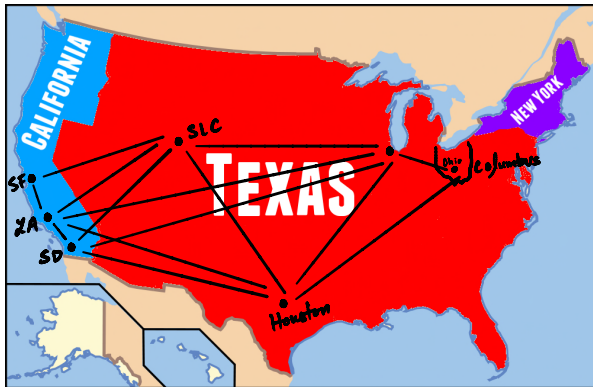 CALIFORNIA
NEW YORK
SLC
TEXAS
Ohio
Columbus
SF
LA
SD
Houston